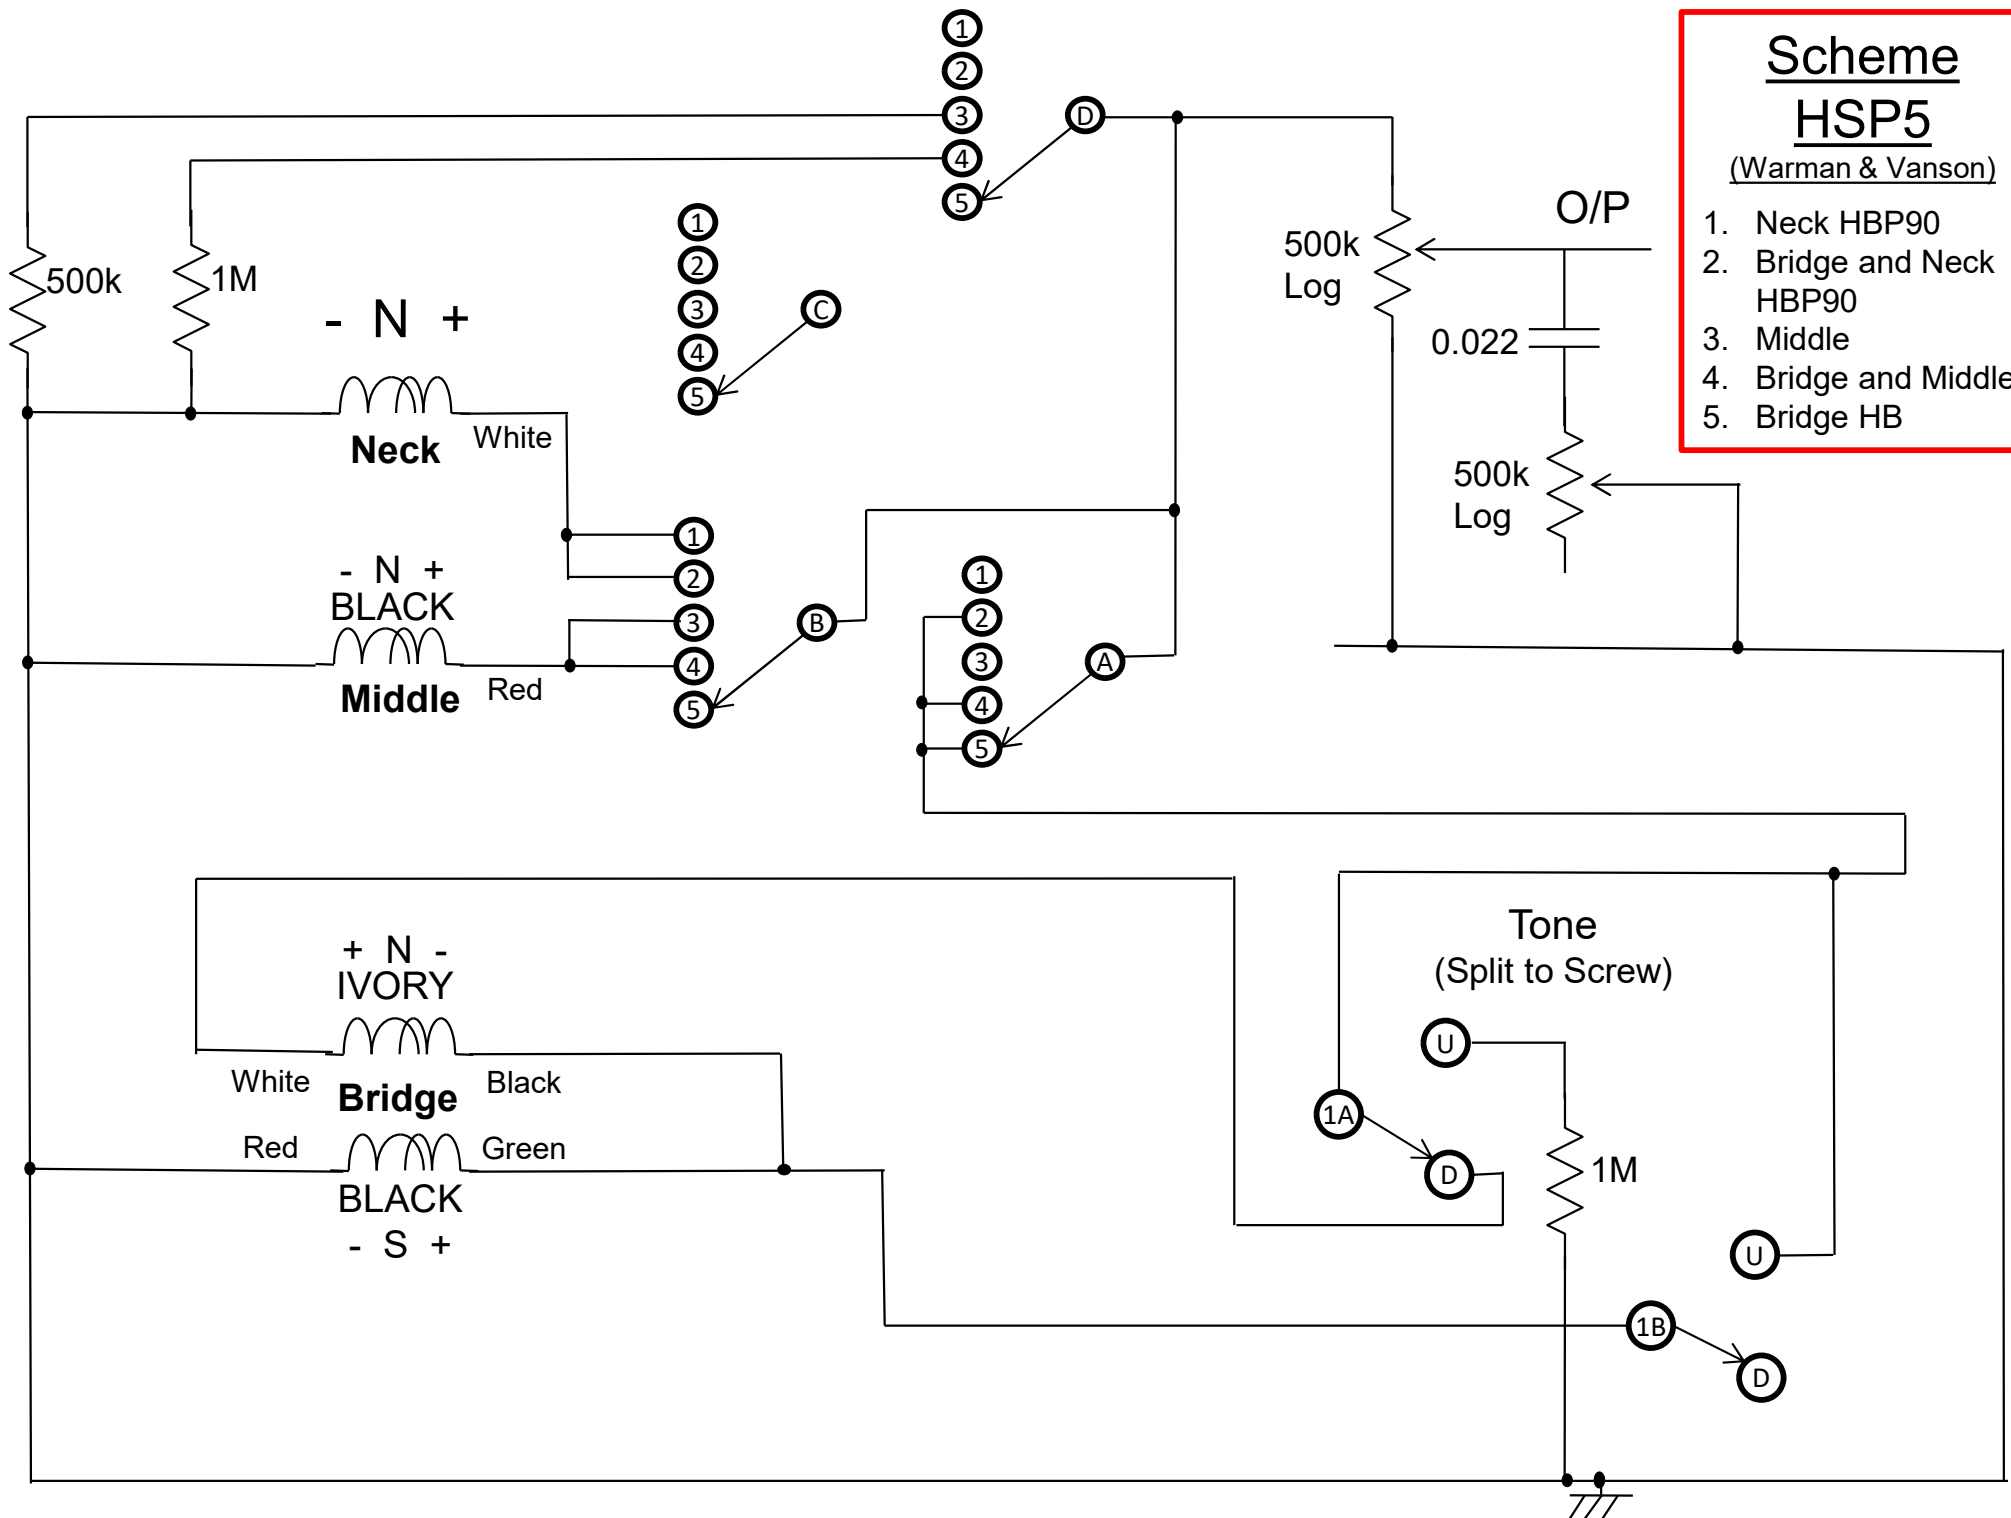 Scheme
HSP5
(Warman & Vanson)
1. Neck HBP90
2. Bridge and Neck
HBP90
3. Middle
4. Bridge and Middle
5. Bridge HB
1
2
3
4
5
D
500k
1M
1
2
3
4
5
C
- N +
Neck
White
O/P
500k
Log
0.022
500k
Log
- N +
BLACK
Middle
Red
1
2
3
4
5
B
1
2
3
4
5
A
+ N -
IVORY
White
Bridge
Black
Red
Green
BLACK
- S +
Tone
(Split to Screw)
U
1A
D
1M
U
1B
D